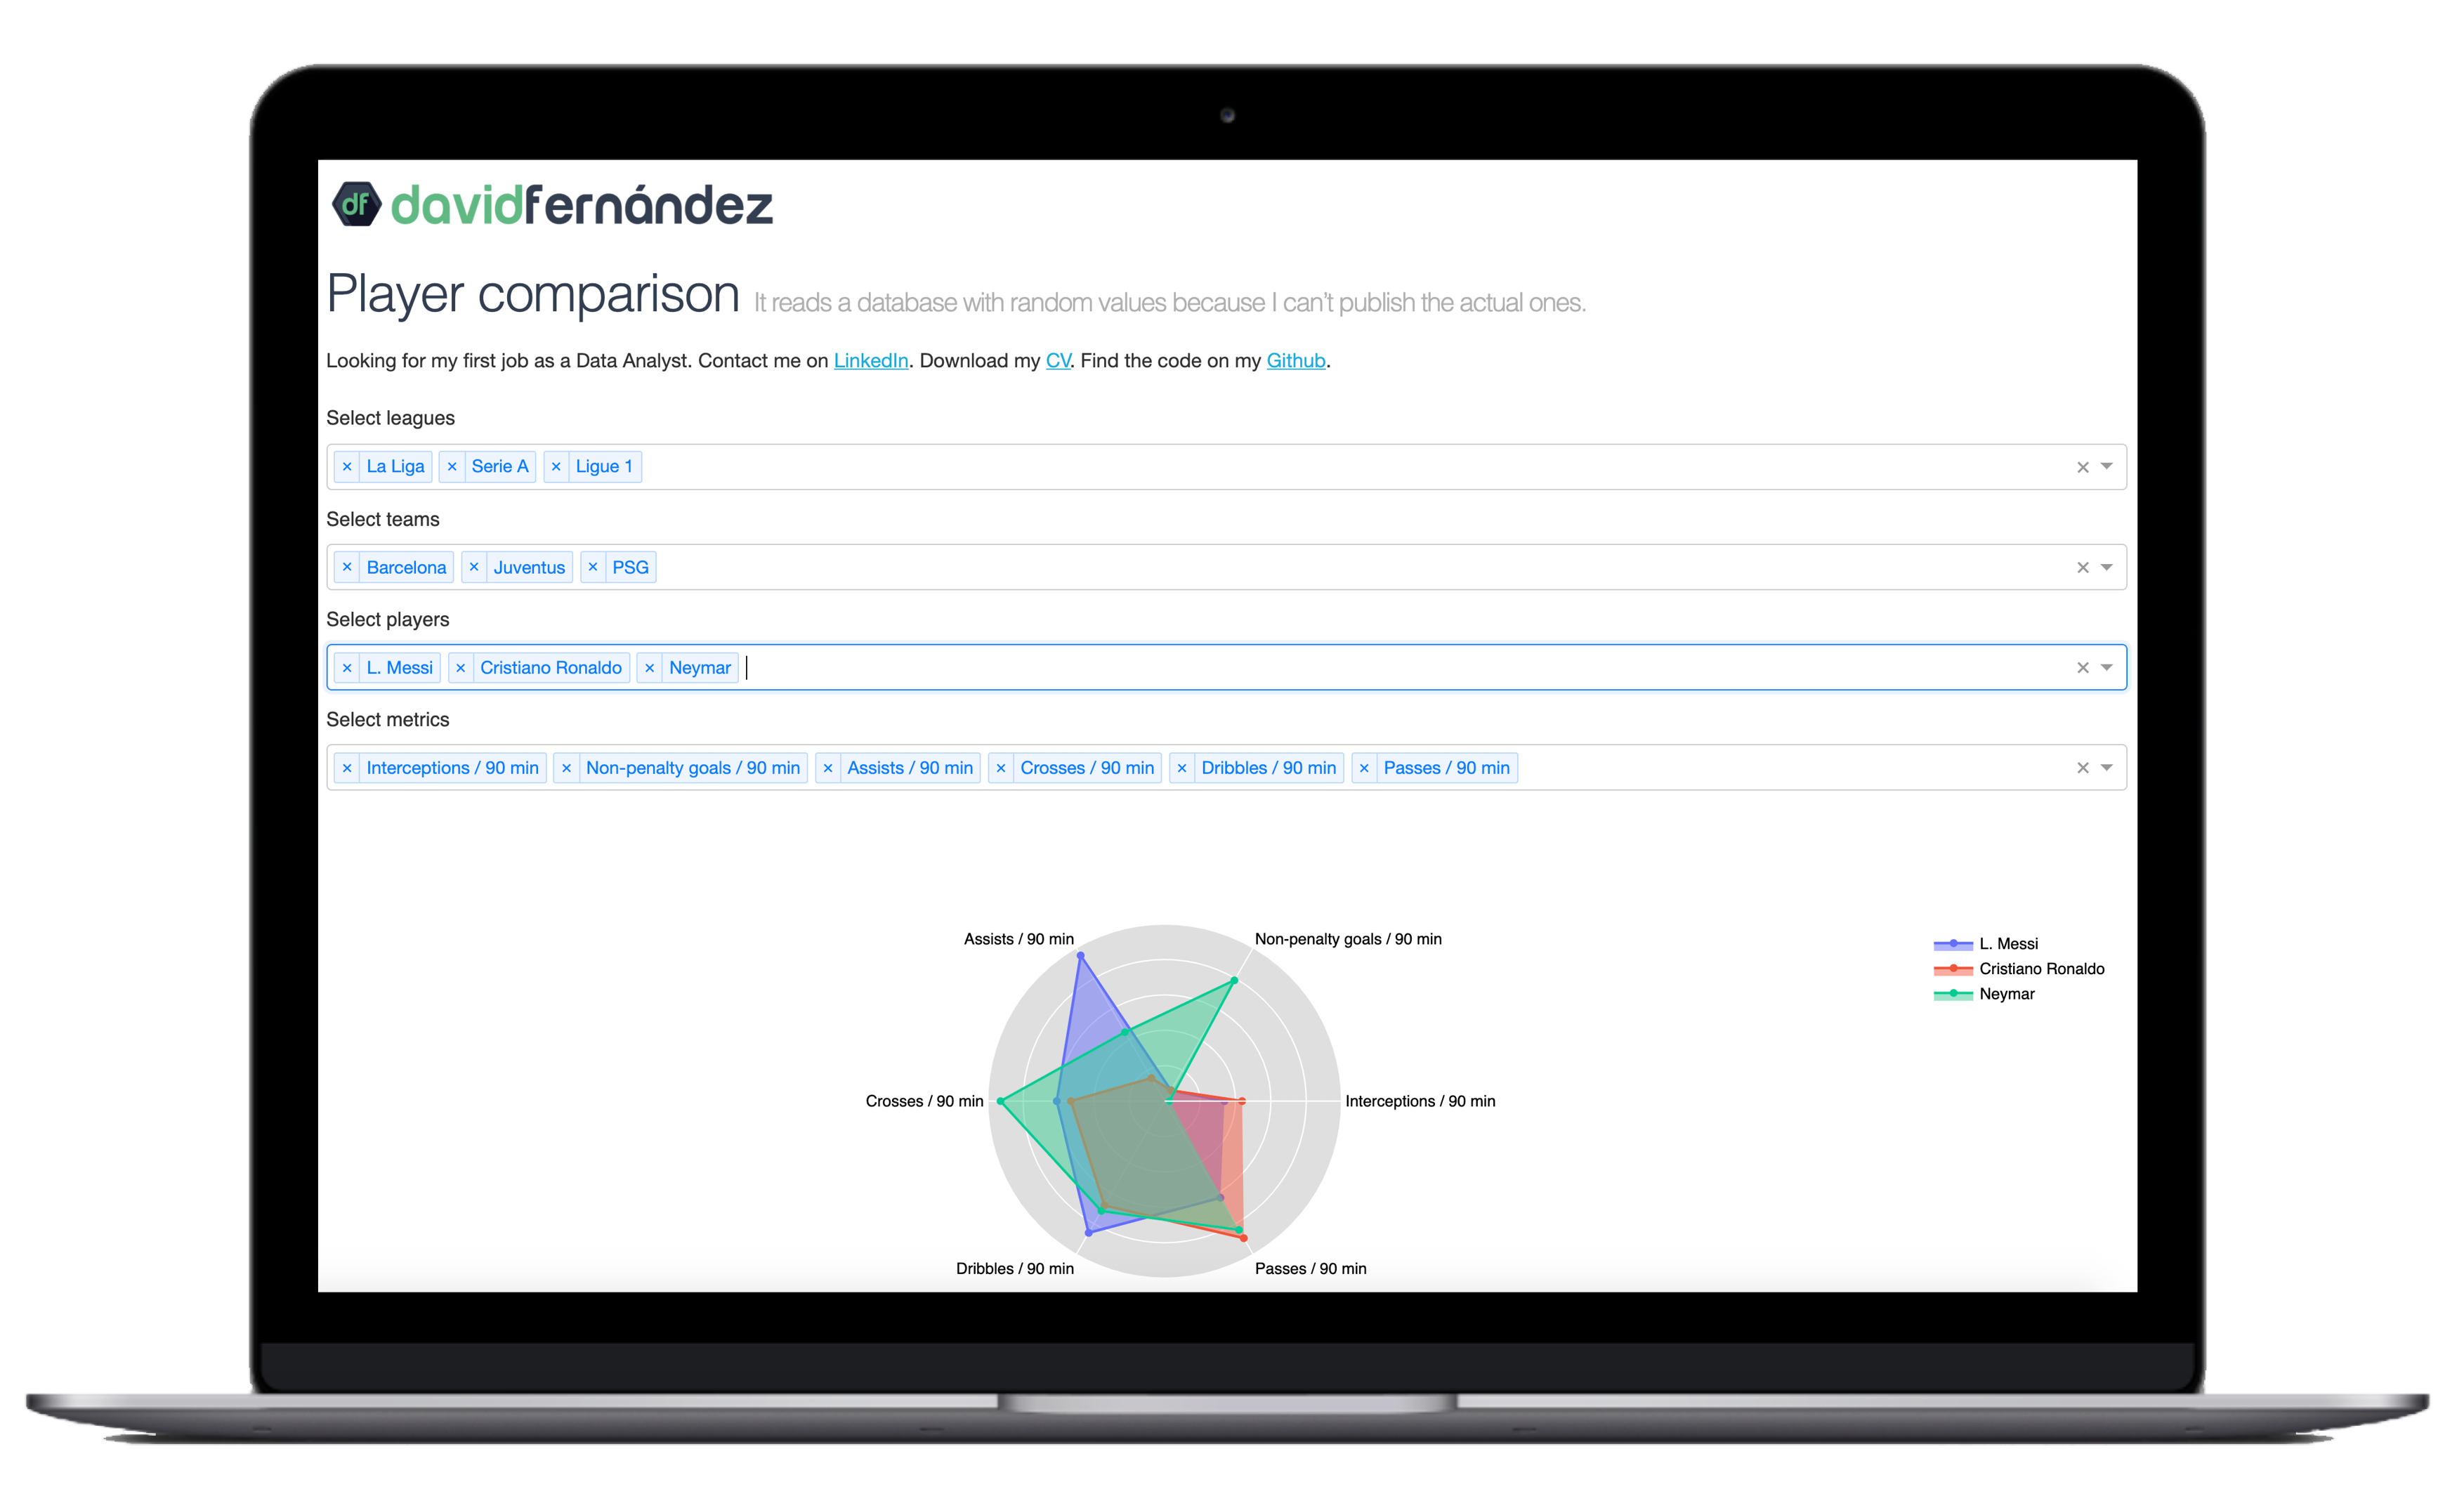 df davidfernández
Player comparison It reads a database with random values because I can't publish the actual ones.
Looking for my first job as a Data Analyst. Contact me on LinkedIn. Download my CV. Find the code on my Github.
Select leagues
× La Liga × Serie A × Ligue 1 ×
Select teams
× Barcelona × Juventus × PSG ×
Select players
× L. Messi × Cristiano Ronaldo × Neymar ×
Select metrics
× Interceptions / 90 min × Non-penalty goals / 90 min × Assists / 90 min × Crosses / 90 min × Dribbles / 90 min × Passes / 90 min ×
Assists / 90 min Non-penalty goals / 90 min
L. Messi
Cristiano Ronaldo
Neymar
Crosses / 90 min Interceptions / 90 min
Dribbles / 90 min Passes / 90 min